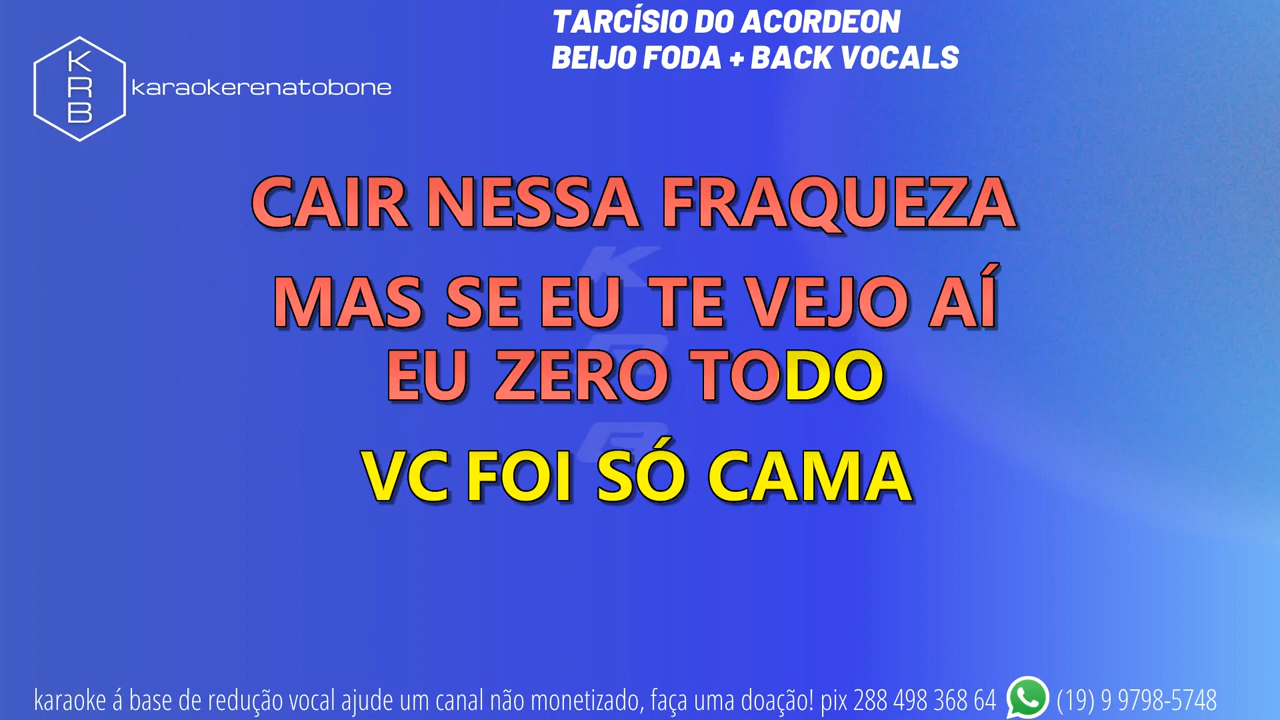 TARCÍSIO DO ACORDEON
BEIJO FODA + BACK VOCALS
K
R
B
karaokerenatobone
CAIR NESSA FRAQUEZA
MAS SE EU TE VEJO AÍ
EU ZERO TODO
VC FOI SÓ CAMA
K
R
B
karaoke á base de redução vocal ajude um canal não monetizado, faça uma doação! pix 288 498 368 64 (19) 9 9798-5748